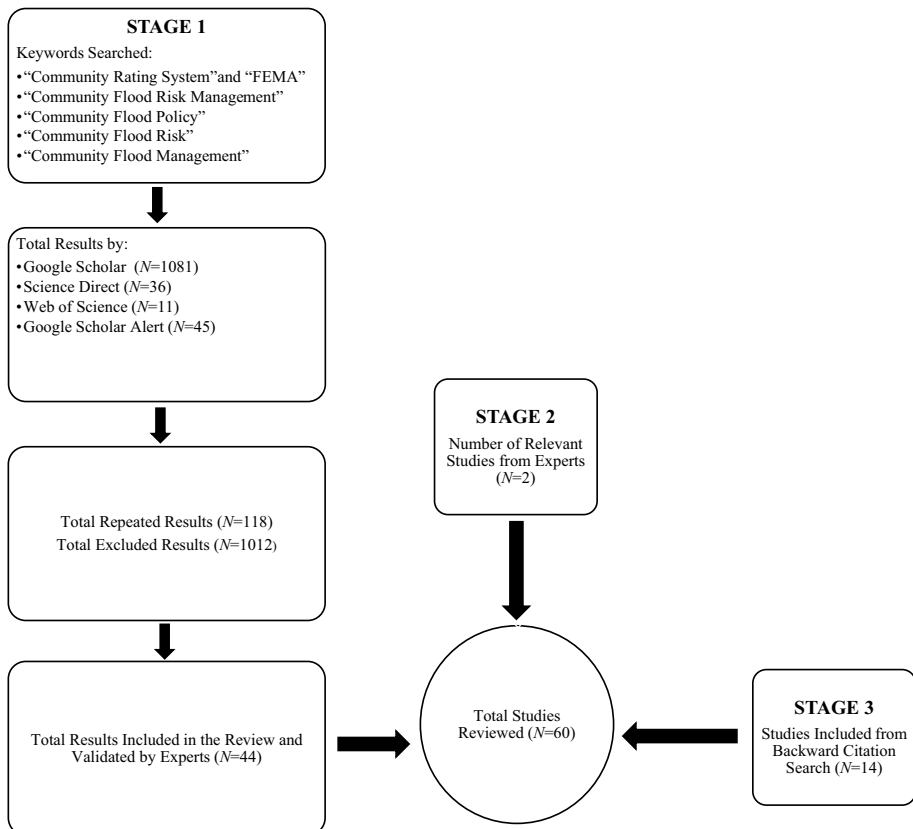 STAGE 1
Keywords Searched:
•“Community Rating System”and “FEMA”
•“Community Flood Risk Management”
•“Community Flood Policy”
•“Community Flood Risk”
•“Community Flood Management”
Total Results by:
•Google Scholar (N=1081)
•Science Direct (N=36)
•Web of Science (N=11)
•Google Scholar Alert (N=45)
Total Repeated Results (N=118)
Total Excluded Results (N=1012)
Total Results Included in the Review and
Validated by Experts (N=44)
STAGE 2
Number of Relevant
Studies from Experts
(N=2)
Total Studies
Reviewed (N=60)
STAGE 3
Studies Included from
Backward Citation
Search (N=14)